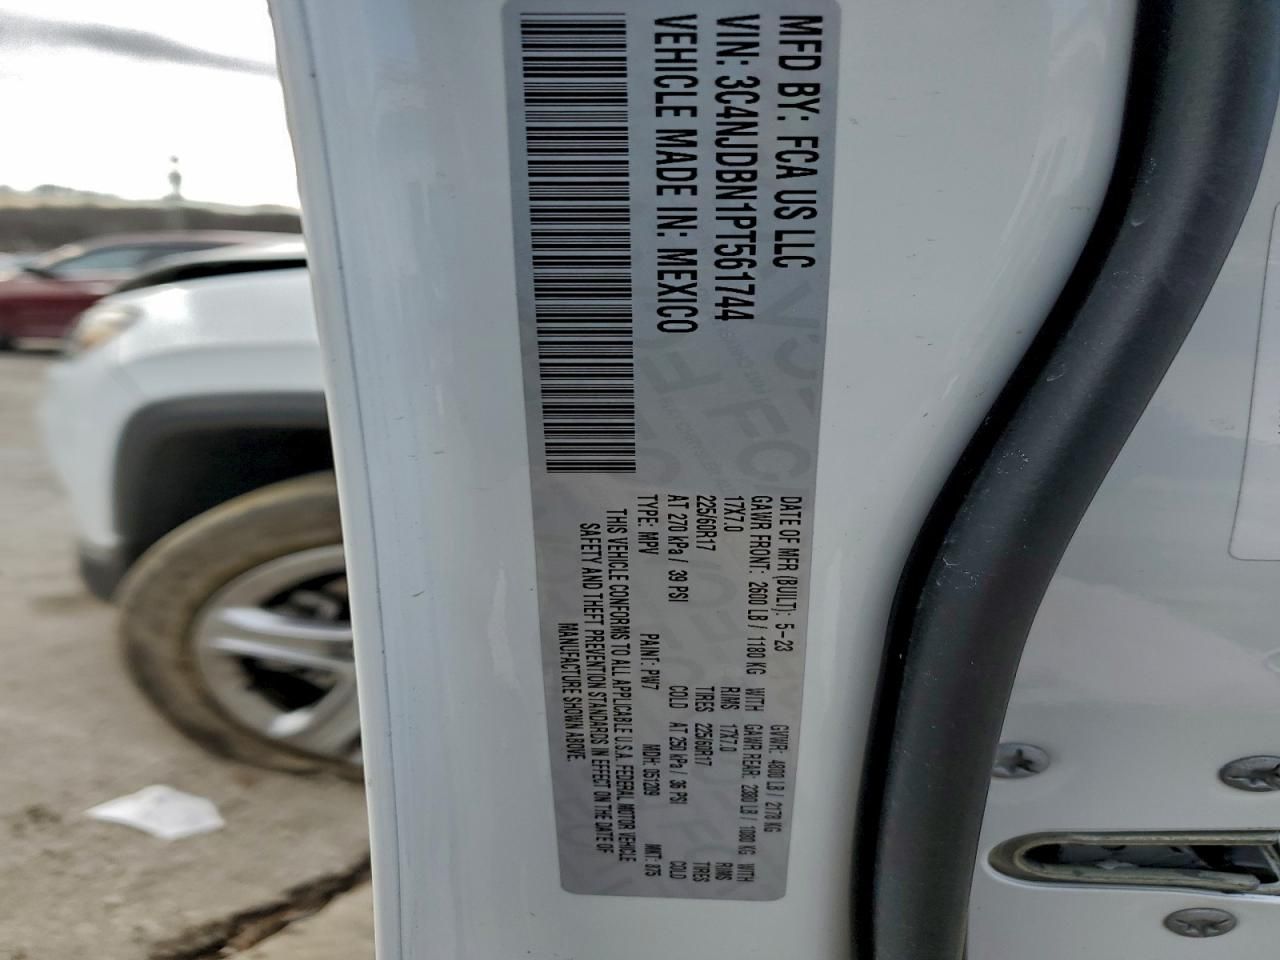 MFD BY: FCA US LLC
VIN: 3C4NJDBN1PT561744
VEHICLE MADE IN: MEXICO
DATE OF MFR (BUILT): 5-23 GVWR: 4800 LB / 2178 KG
GAWR FRONT: 2600 LB / 1180 KG WITH GAWR REAR: 2380 LB / 1080 KG WITH
17X7.0 RIMS 17X7.0 RIMS
225/60R17 TIRES 225/60R17 TIRES
AT 270 kPa / 39 PSI COLD AT 250 kPa / 36 PSI COLD
TYPE: MPV PAINT: PW7 MDH: 051209 MKT: 875
THIS VEHICLE CONFORMS TO ALL APPLICABLE U.S.A. FEDERAL MOTOR VEHICLE
SAFETY AND THEFT PREVENTION STANDARDS IN EFFECT ON THE DATE OF
MANUFACTURE SHOWN ABOVE.